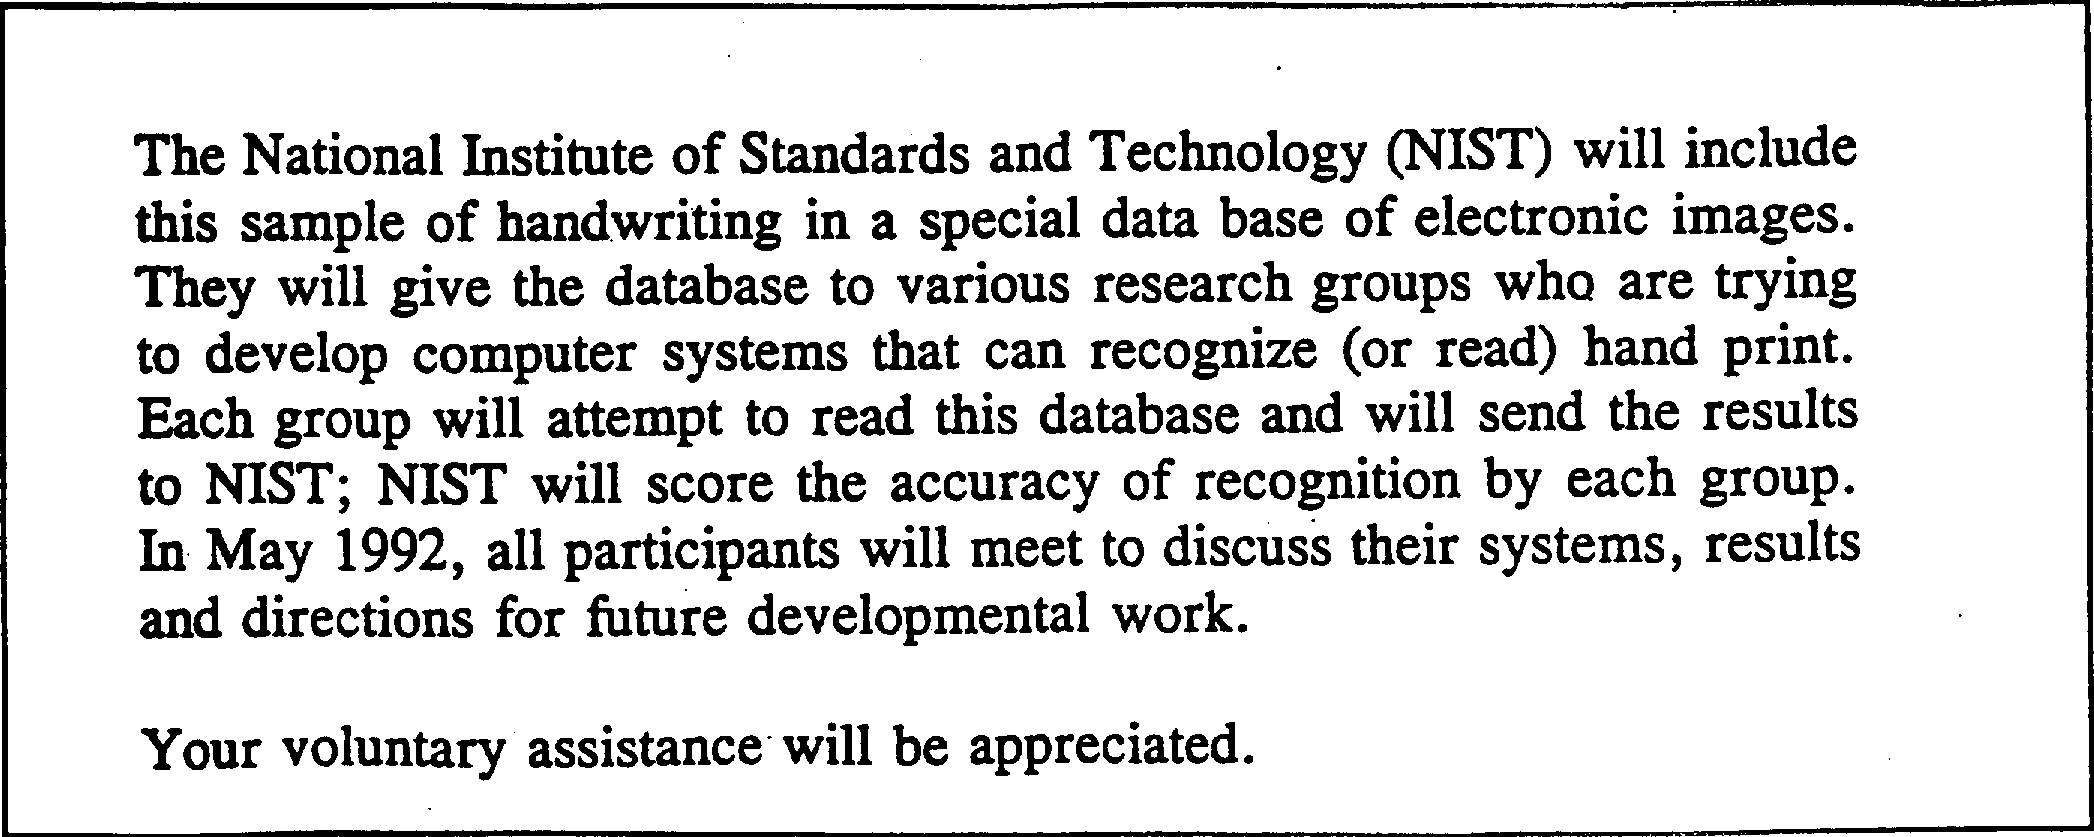 The National Institute of Standards and Technology (NIST) will include
this sample of handwriting in a special data base of electronic images.
They will give the database to various research groups who are trying
to develop computer systems that can recognize (or read) hand print.
Each group will attempt to read this database and will send the results
to NIST; NIST will score the accuracy of recognition by each group.
In May 1992, all participants will meet to discuss their systems, results
and directions for future developmental work.
Your voluntary assistance will be appreciated.